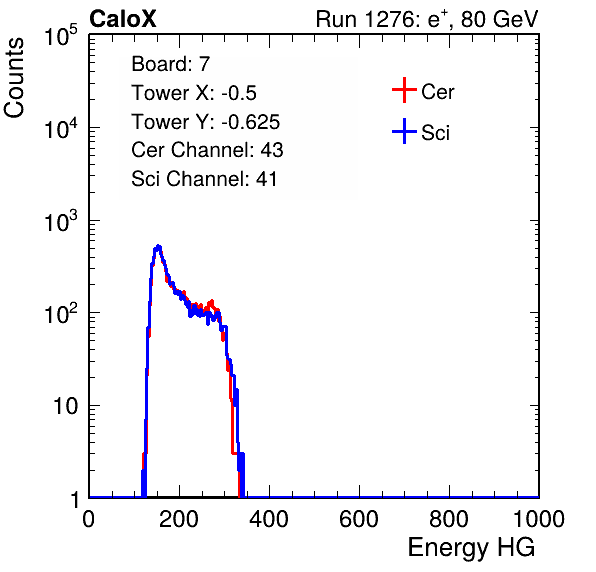 CaloX Run 1276: e⁺, 80 GeV
Counts
Board: 7
Tower X: -0.5
Tower Y: -0.625
Cer Channel: 43
Sci Channel: 41
Cer
Sci
10⁵
10⁴
10³
10²
10
1
0 200 400 600 800 1000
Energy HG